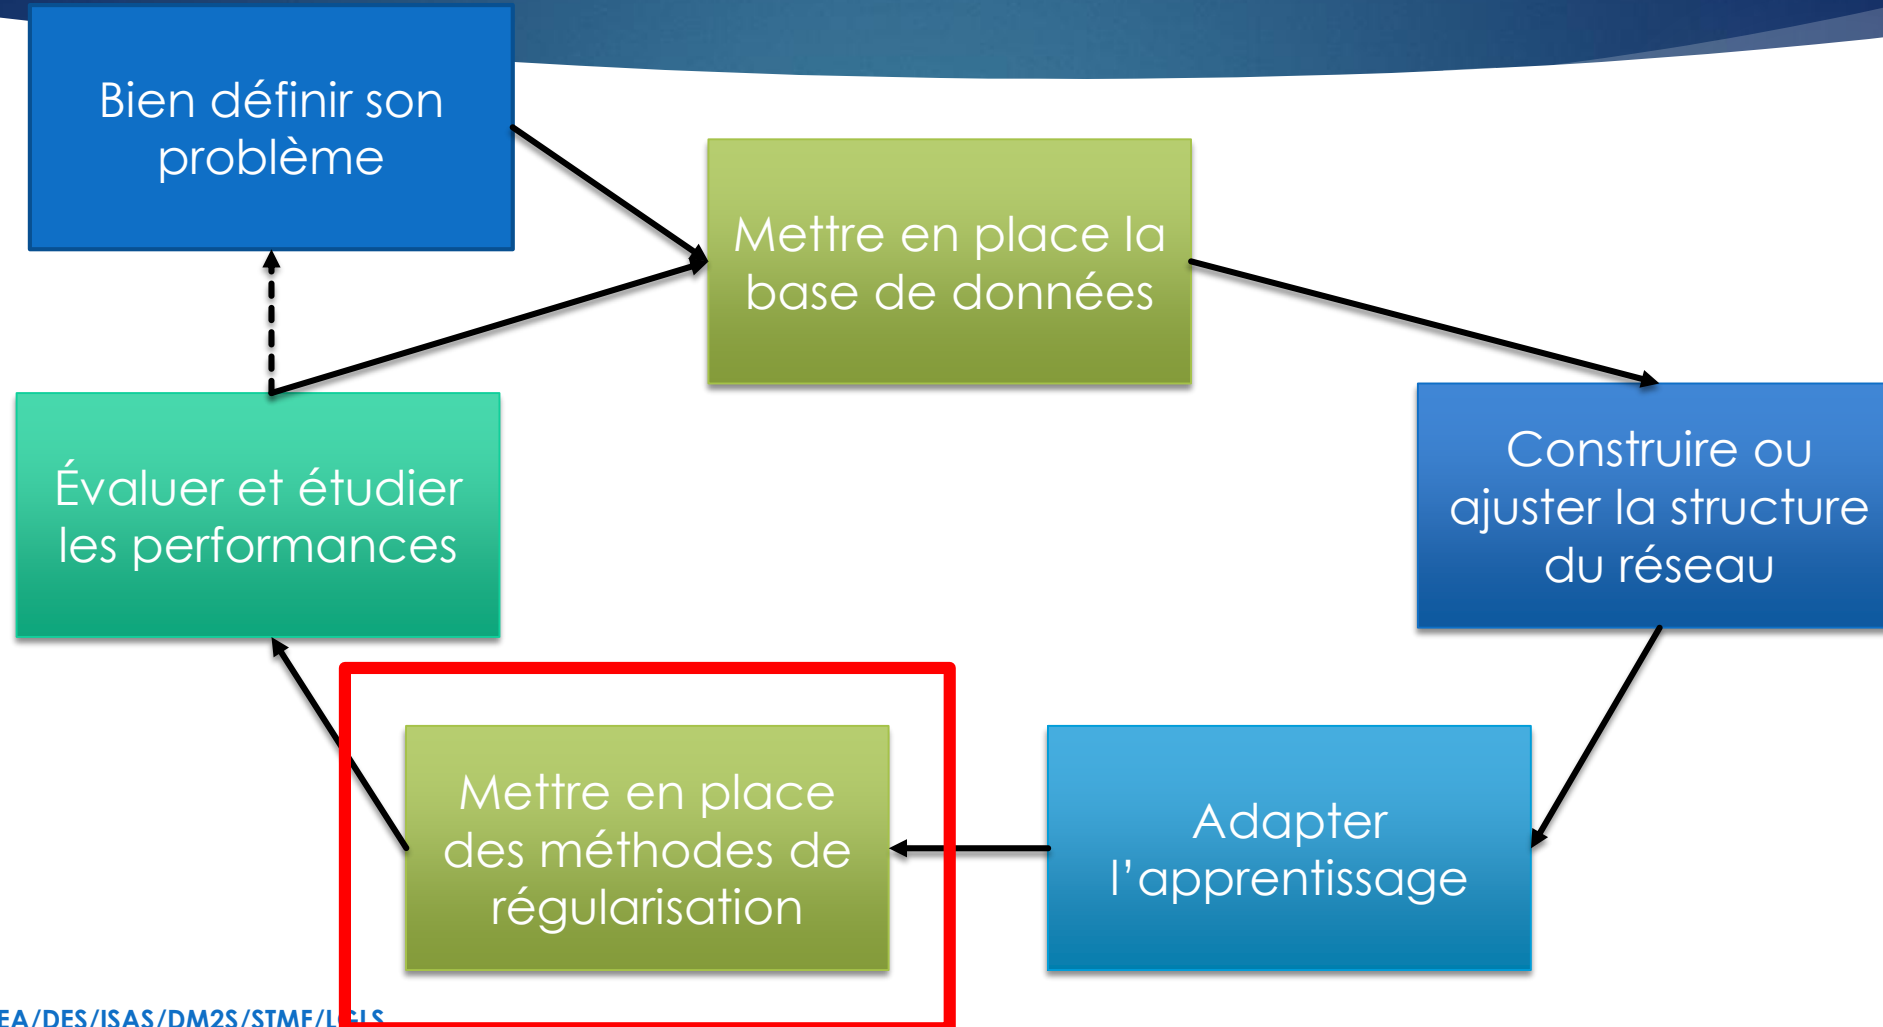 Bien définir son
problème
Mettre en place la
base de données
Construire ou
ajuster la structure
du réseau
Évaluer et étudier
les performances
Mettre en place
des méthodes de
régularisation
Adapter
l’apprentissage
EA/DES/ISAS/DM2S/STMF/LGLS